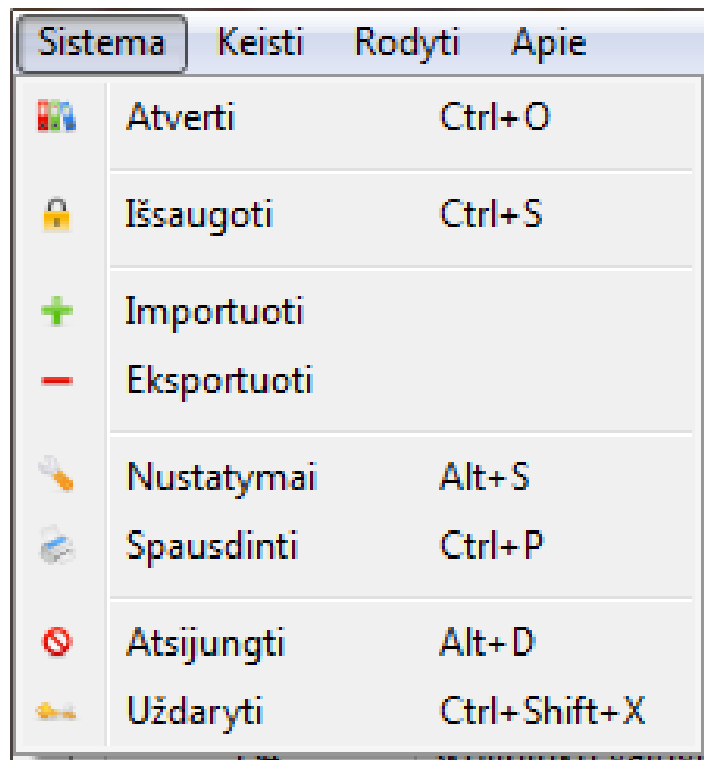 Sistema Keisti Rodyti Apie
Atverti Ctrl+O
Išsaugoti Ctrl+S
Importuoti
Eksportuoti
Nustatymai Alt+S
Spausdinti Ctrl+P
Atsijungti Alt+D
Uždaryti Ctrl+Shift+X